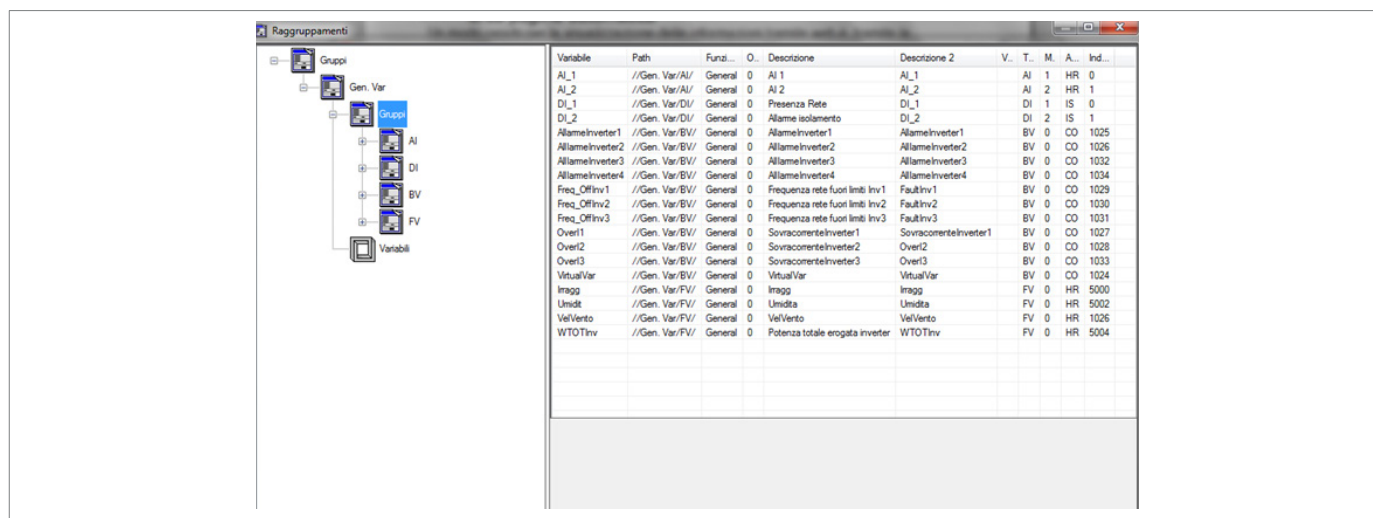 Raggruppamenti
Gruppi
Gen. Var
Gruppi
AI
DI
BV
FV
Variabili
Variabile Path Funzi... O.. Descrizione Descrizione 2 V.. T.. M. A... Ind...
AI_1 //Gen. Var/AI/ General 0 AI 1 AI_1 AI 1 HR 0
AI_2 //Gen. Var/AI/ General 0 AI 2 AI_2 AI 2 HR 1
DI_1 //Gen. Var/DI/ General 0 Presenza Rete DI_1 DI 1 IS 0
DI_2 //Gen. Var/DI/ General 0 Allarme isolamento DI_2 DI 2 IS 1
AllarmeInverter1 //Gen. Var/BV/ General 0 AllarmeInverter1 AllarmeInverter1 BV 0 CO 1025
AlllarmeInverter2 //Gen. Var/BV/ General 0 AlllarmeInverter2 AlllarmeInverter2 BV 0 CO 1026
AlllarmeInverter3 //Gen. Var/BV/ General 0 AlllarmeInverter3 AlllarmeInverter3 BV 0 CO 1032
AlllarmeInverter4 //Gen. Var/BV/ General 0 AlllarmeInverter4 AlllarmeInverter4 BV 0 CO 1034
Freq_OffInv1 //Gen. Var/BV/ General 0 Frequenza rete fuori limiti Inv1 FaultInv1 BV 0 CO 1029
Freq_OffInv2 //Gen. Var/BV/ General 0 Frequenza rete fuori limiti Inv2 FaultInv2 BV 0 CO 1030
Freq_OffInv3 //Gen. Var/BV/ General 0 Frequenza rete fuori limiti Inv3 FaultInv3 BV 0 CO 1031
OverI1 //Gen. Var/BV/ General 0 SovracorrenteInverter1 SovracorrenteInverter1 BV 0 CO 1027
OverI2 //Gen. Var/BV/ General 0 SovracorrenteInverter2 OverI2 BV 0 CO 1028
OverI3 //Gen. Var/BV/ General 0 SovracorrenteInverter3 OverI3 BV 0 CO 1033
VirtualVar //Gen. Var/BV/ General 0 VirtualVar VirtualVar BV 0 CO 1024
Irragg //Gen. Var/FV/ General 0 Irragg Irragg FV 0 HR 5000
Umidit //Gen. Var/FV/ General 0 Umidita Umidita FV 0 HR 5002
VelVento //Gen. Var/FV/ General 0 VelVento VelVento FV 0 HR 1026
WTOTInv //Gen. Var/FV/ General 0 Potenza totale erogata inverter WTOTInv FV 0 HR 5004